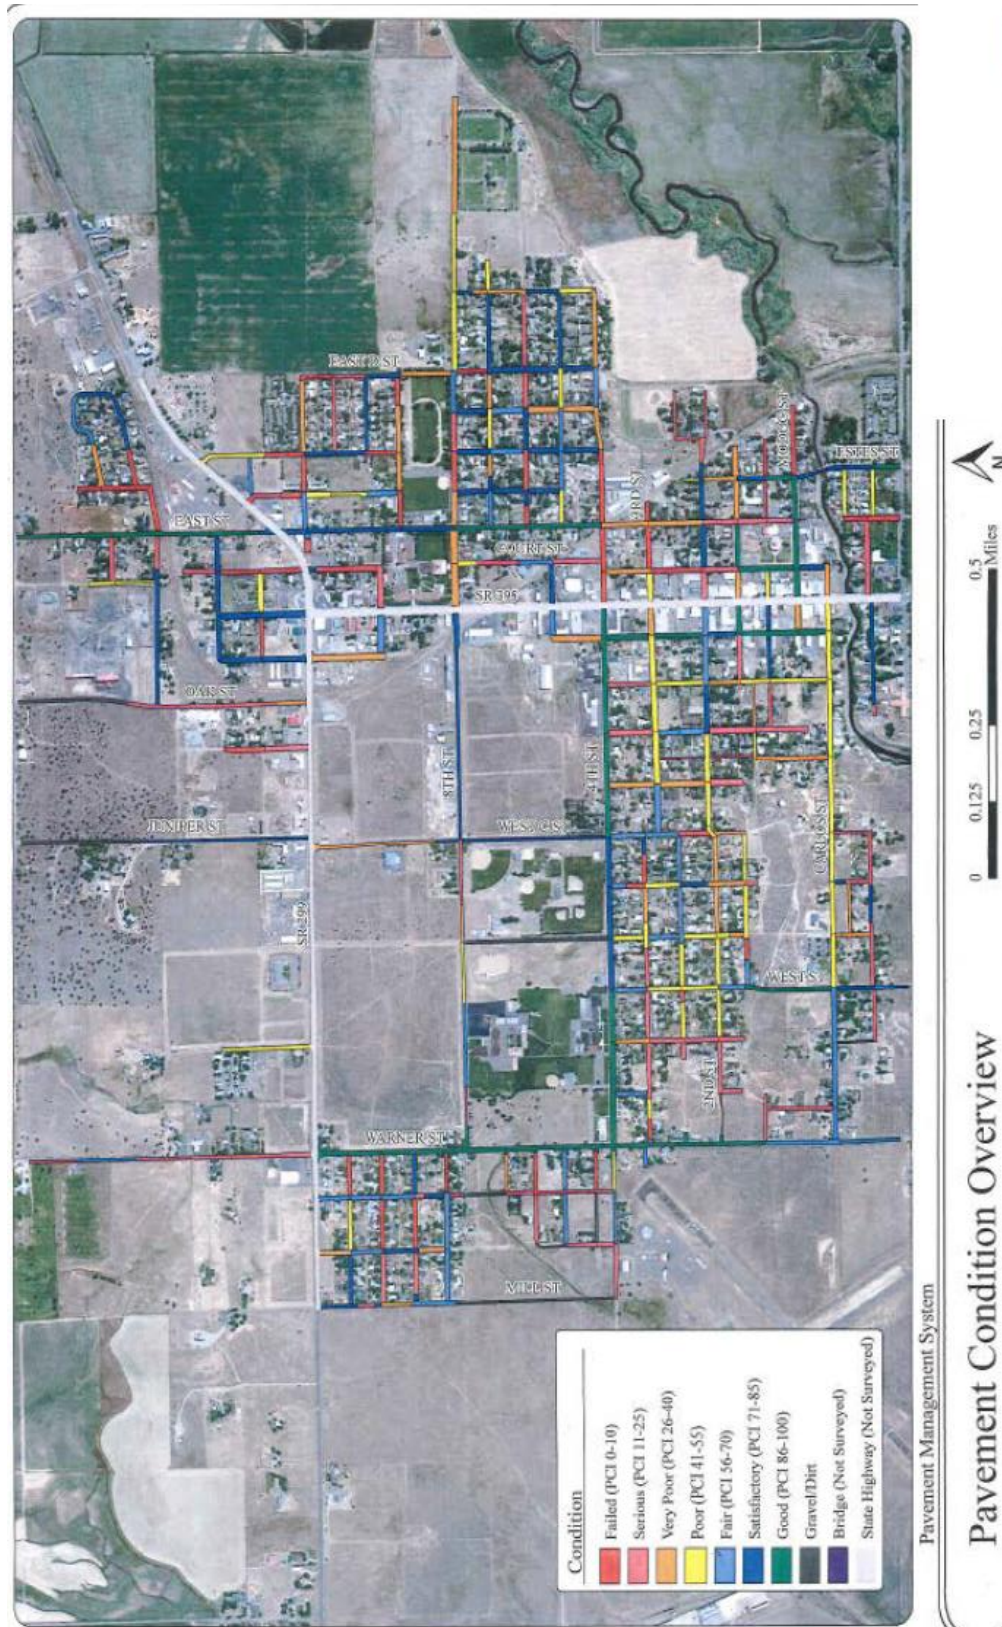 EAST D ST
EAST ST
COURT ST
3RD ST
MODOC ST
ESTES ST
SR 395
OAK ST
8TH ST
4TH ST
JUNIPER ST
WEST C ST
CARLOS ST
SR 299
WEST S
WARNER ST
2ND ST
MILL ST
Condition
Failed (PCI 0-10)
Serious (PCI 11-25)
Very Poor (PCI 26-40)
Poor (PCI 41-55)
Fair (PCI 56-70)
Satisfactory (PCI 71-85)
Good (PCI 86-100)
Gravel/Dirt
Bridge (Not Surveyed)
State Highway (Not Surveyed)
Pavement Management System
Pavement Condition Overview
0 0.125 0.25 0.5
Miles
N